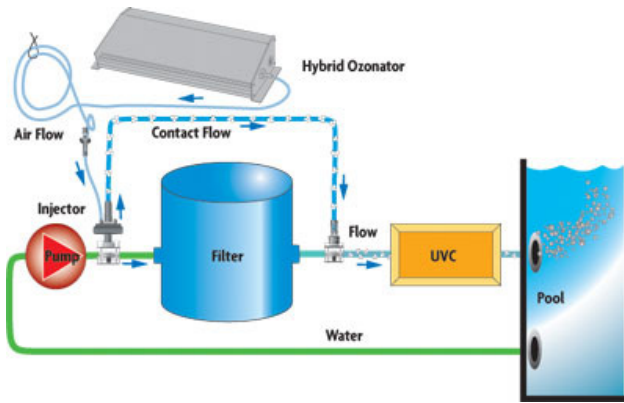 Hybrid Ozonator
Air Flow
Contact Flow
Injector
Pump
Filter
Flow
UVC
Pool
Water